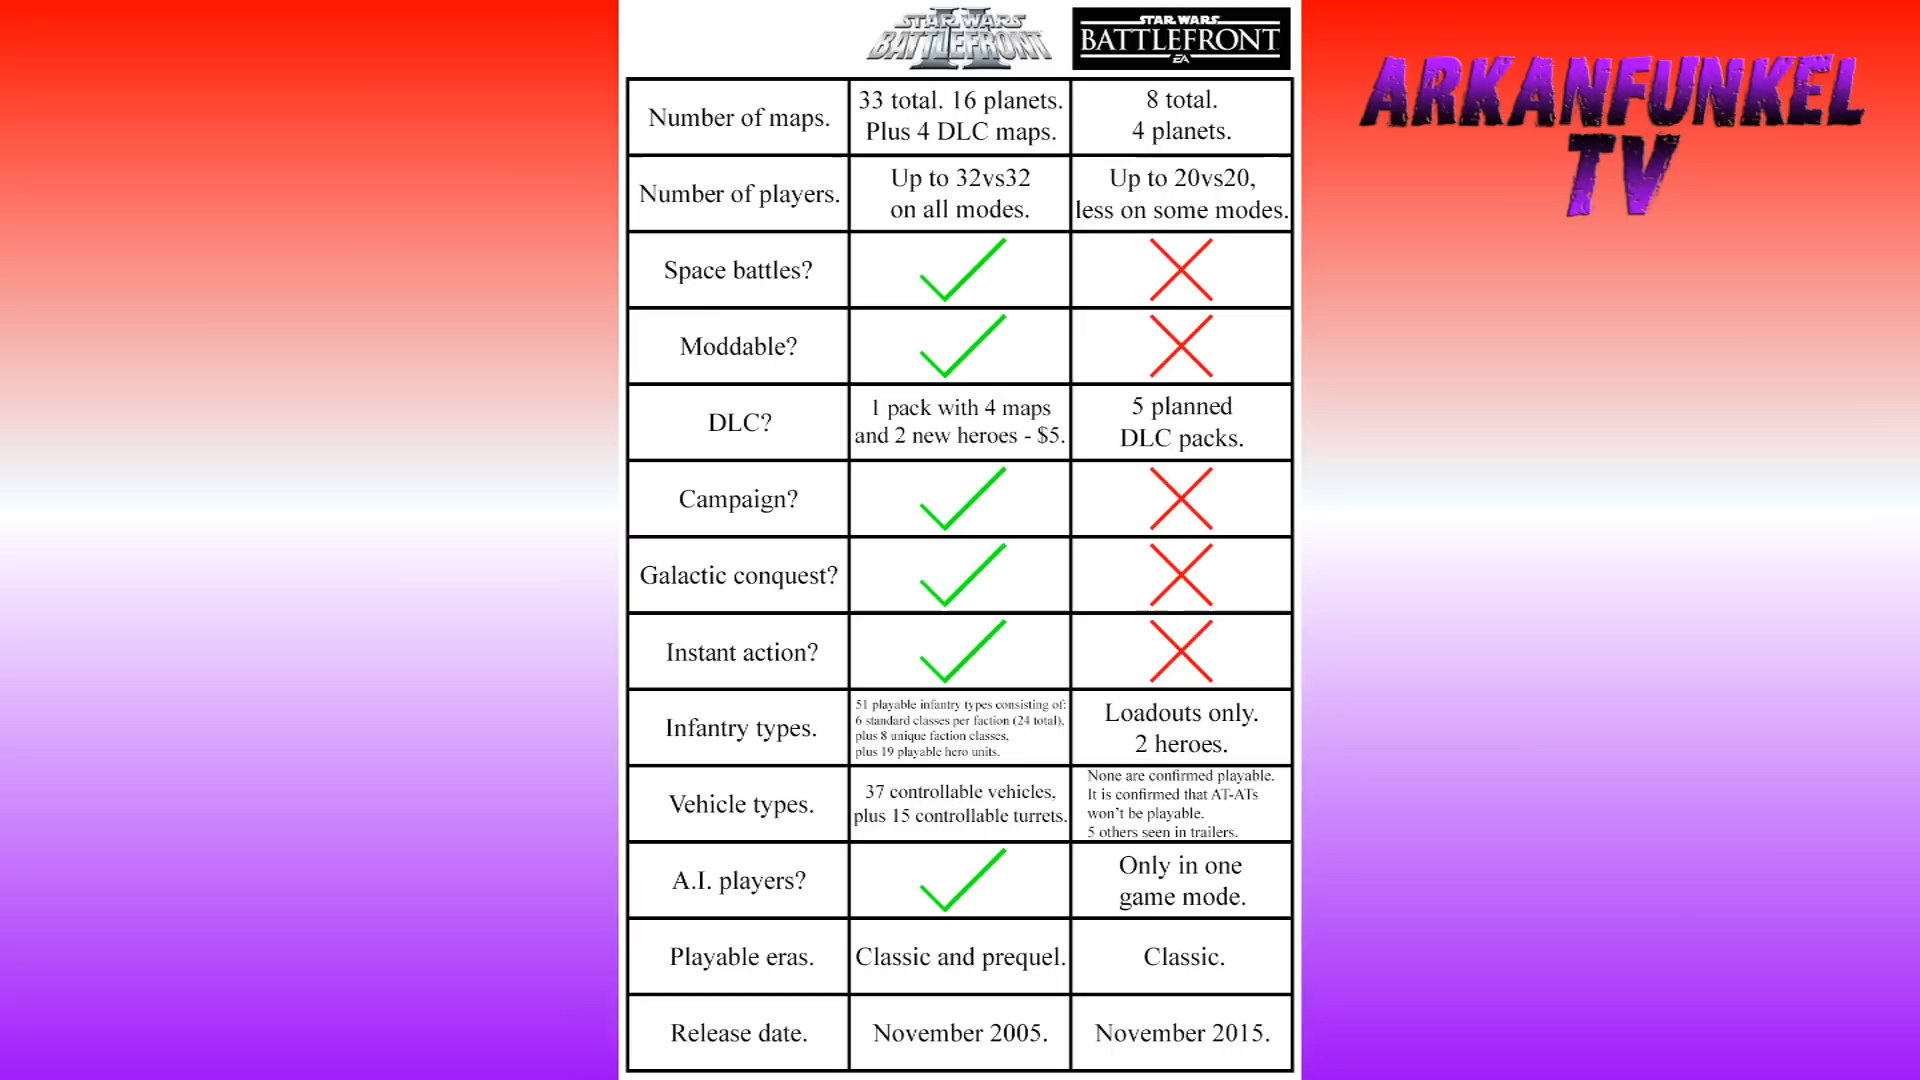 STAR WARS
BATTLEFRONT
II
STAR WARS
BATTLEFRONT
EA
ARKANFUNKEL
TV
Number of maps.
33 total. 16 planets.
Plus 4 DLC maps.
8 total.
4 planets.
Number of players.
Up to 32vs32
on all modes.
Up to 20vs20,
less on some modes.
Space battles?
Moddable?
DLC?
1 pack with 4 maps
and 2 new heroes - $5.
5 planned
DLC packs.
Campaign?
Galactic conquest?
Instant action?
Infantry types.
51 playable infantry types consisting of:
6 standard classes per faction (24 total),
plus 8 unique faction classes,
plus 19 playable hero units.
Loadouts only.
2 heroes.
Vehicle types.
37 controllable vehicles,
plus 15 controllable turrets.
None are confirmed playable.
It is confirmed that AT-ATs
won't be playable.
5 others seen in trailers.
A.I. players?
Only in one
game mode.
Playable eras.
Classic and prequel.
Classic.
Release date.
November 2005.
November 2015.